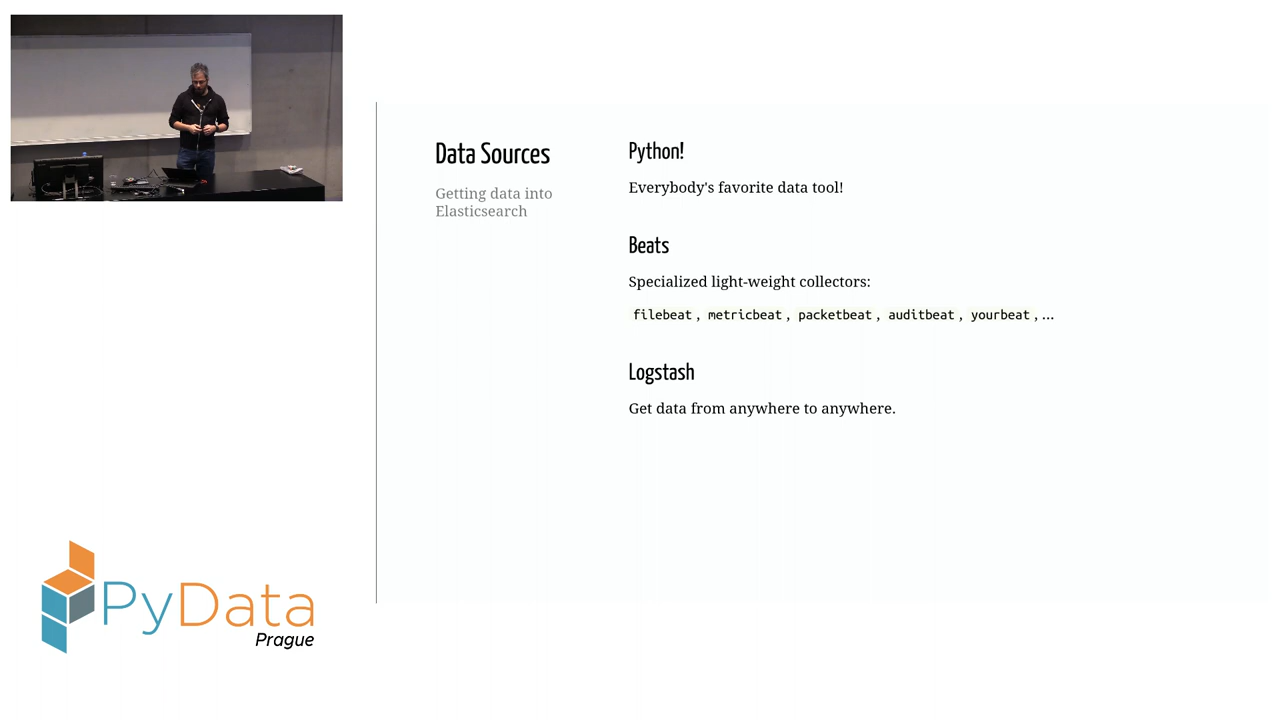 Data Sources
Getting data into
Elasticsearch
Python!
Everybody's favorite data tool!
Beats
Specialized light-weight collectors:
filebeat, metricbeat, packetbeat, auditbeat, yourbeat, ...
Logstash
Get data from anywhere to anywhere.
PyData
Prague